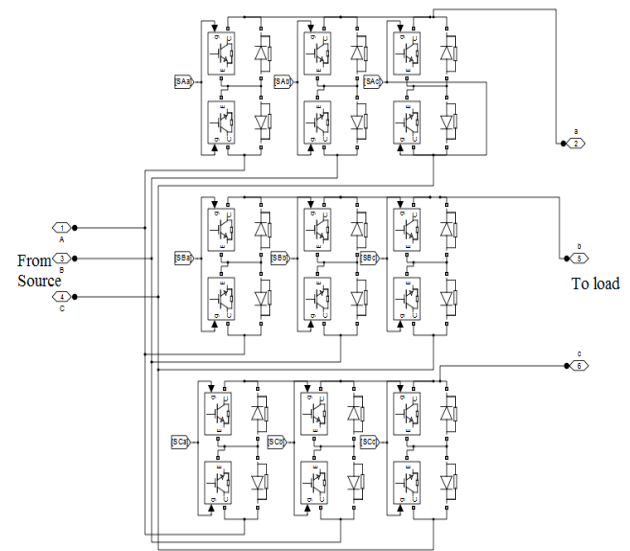 g C g C g C
E E E
[SAa] [SAb] [SAc]
g C g C g C
a
2
g C g C g C
1
A
E E E
From
3
[SBa] [SBb] [SBc]
b
5
B
Source
To load
4
C
g C g C g C
c
6
g C g C g C
E E E
[SCa] [SCb] [SCc]
g C g C g C